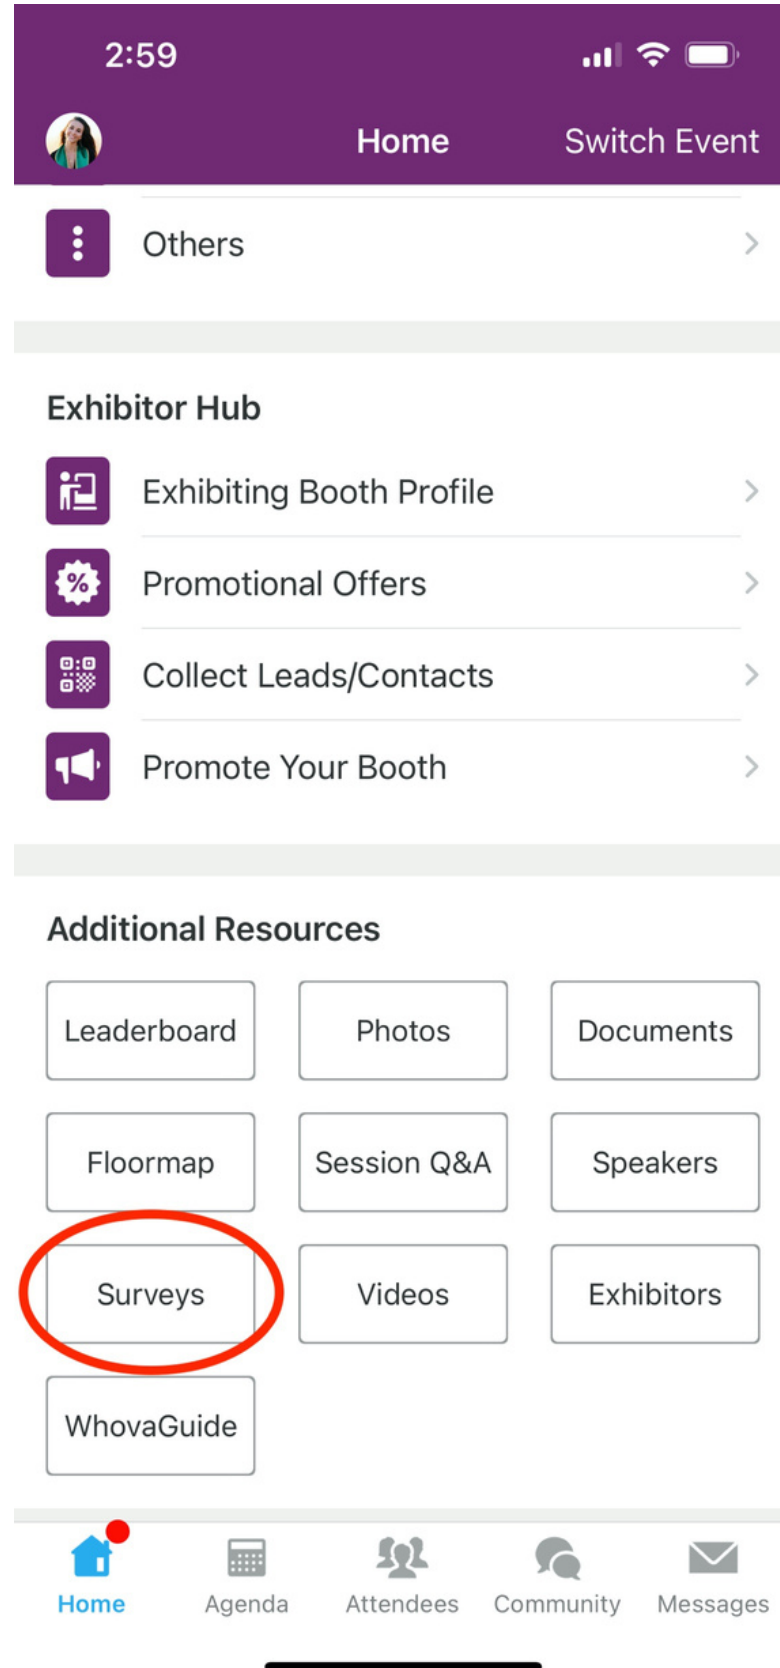 2:59
Home Switch Event
Others
Exhibitor Hub
Exhibiting Booth Profile
% Promotional Offers
Collect Leads/Contacts
Promote Your Booth
Additional Resources
Leaderboard Photos Documents
Floormap Session Q&A Speakers
Surveys Videos Exhibitors
WhovaGuide
Home Agenda Attendees Community Messages